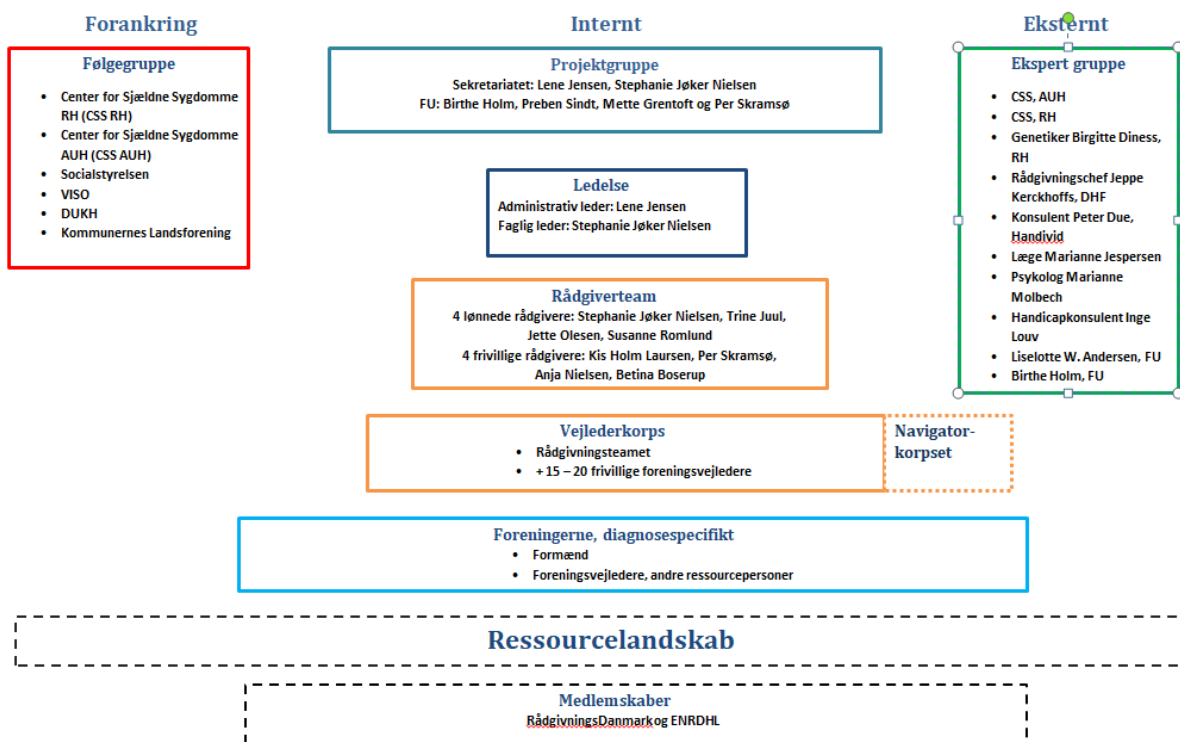 Forankring
Internt
Eksternt
Følgegruppe
• Center for Sjældne Sygdomme
RH (CSS RH)
• Center for Sjældne Sygdomme
AUH (CSS AUH)
• Socialstyrelsen
• VISO
• DUKH
• Kommunernes Landsforening
Projektgruppe
Sekretariatet: Lene Jensen, Stephanie Jøker Nielsen
FU: Birthe Holm, Preben Sindt, Mette Grentoft og Per Skramsø
Ledelse
Administrativ leder: Lene Jensen
Faglig leder: Stephanie Jøker Nielsen
Rådgiverteam
4 lønnede rådgivere: Stephanie Jøker Nielsen, Trine Juul,
Jette Olesen, Susanne Romlund
4 frivillige rådgivere: Kis Holm Laursen, Per Skramsø,
Anja Nielsen, Betina Boserup
Ekspert gruppe
• CSS, AUH
• CSS, RH
• Genetiker Birgitte Diness,
RH
• Rådgivningschef Jeppe
Kerckhoffs, DHF
• Konsulent Peter Due,
Handivid
• Læge Marianne Jespersen
• Psykolog Marianne
Molbech
• Handicapkonsulent Inge
Louv
• Liselotte W. Andersen, FU
• Birthe Holm, FU
Vejlederkorps
• Rådgivningsteamet
• + 15 – 20 frivillige foreningsvejledere
Navigator-
korpset
Foreningerne, diagnosespecifikt
• Formænd
• Foreningsvejledere, andre ressourcepersoner
Ressourcelandskab
Medlemskaber
RådgivningsDanmark og ENRDHL